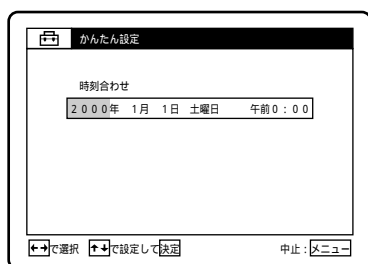 かんたん設定
時刻合わせ
2000年 1月 1日 土曜日 午前0：00
←→で選択 ↑↓で設定して決定 中止：メニュー